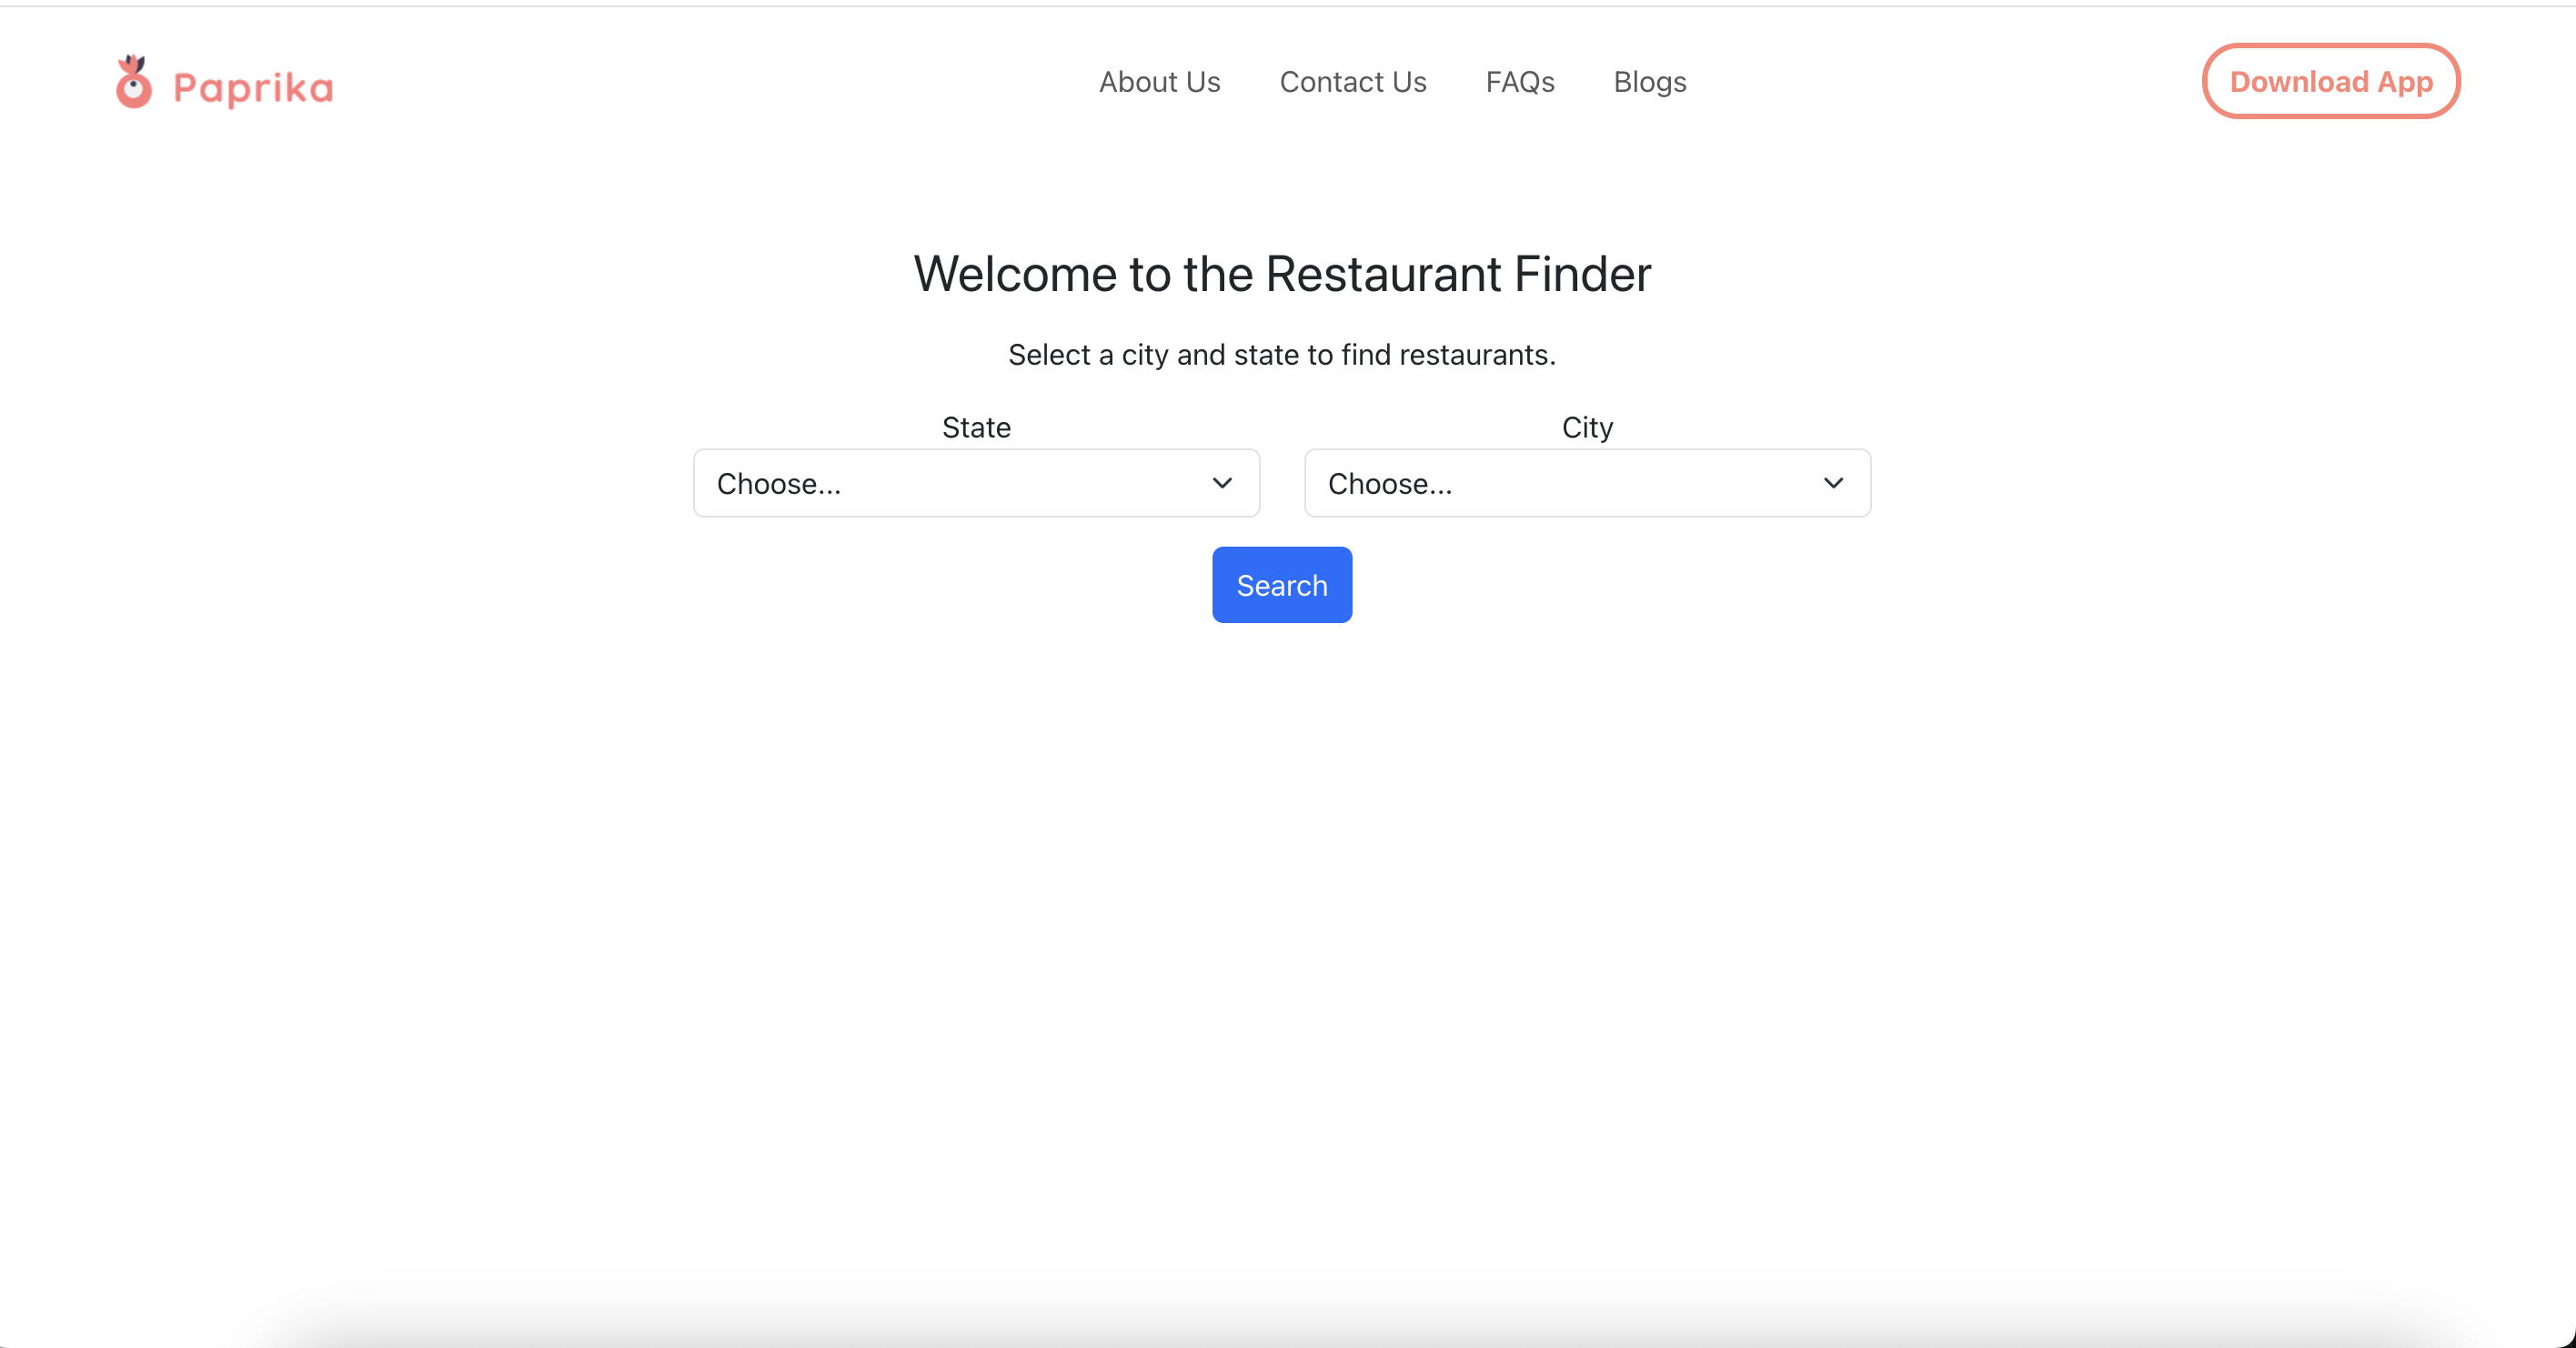 Paprika
About Us Contact Us FAQs Blogs
Download App
Welcome to the Restaurant Finder
Select a city and state to find restaurants.
State City
Choose... Choose...
Search